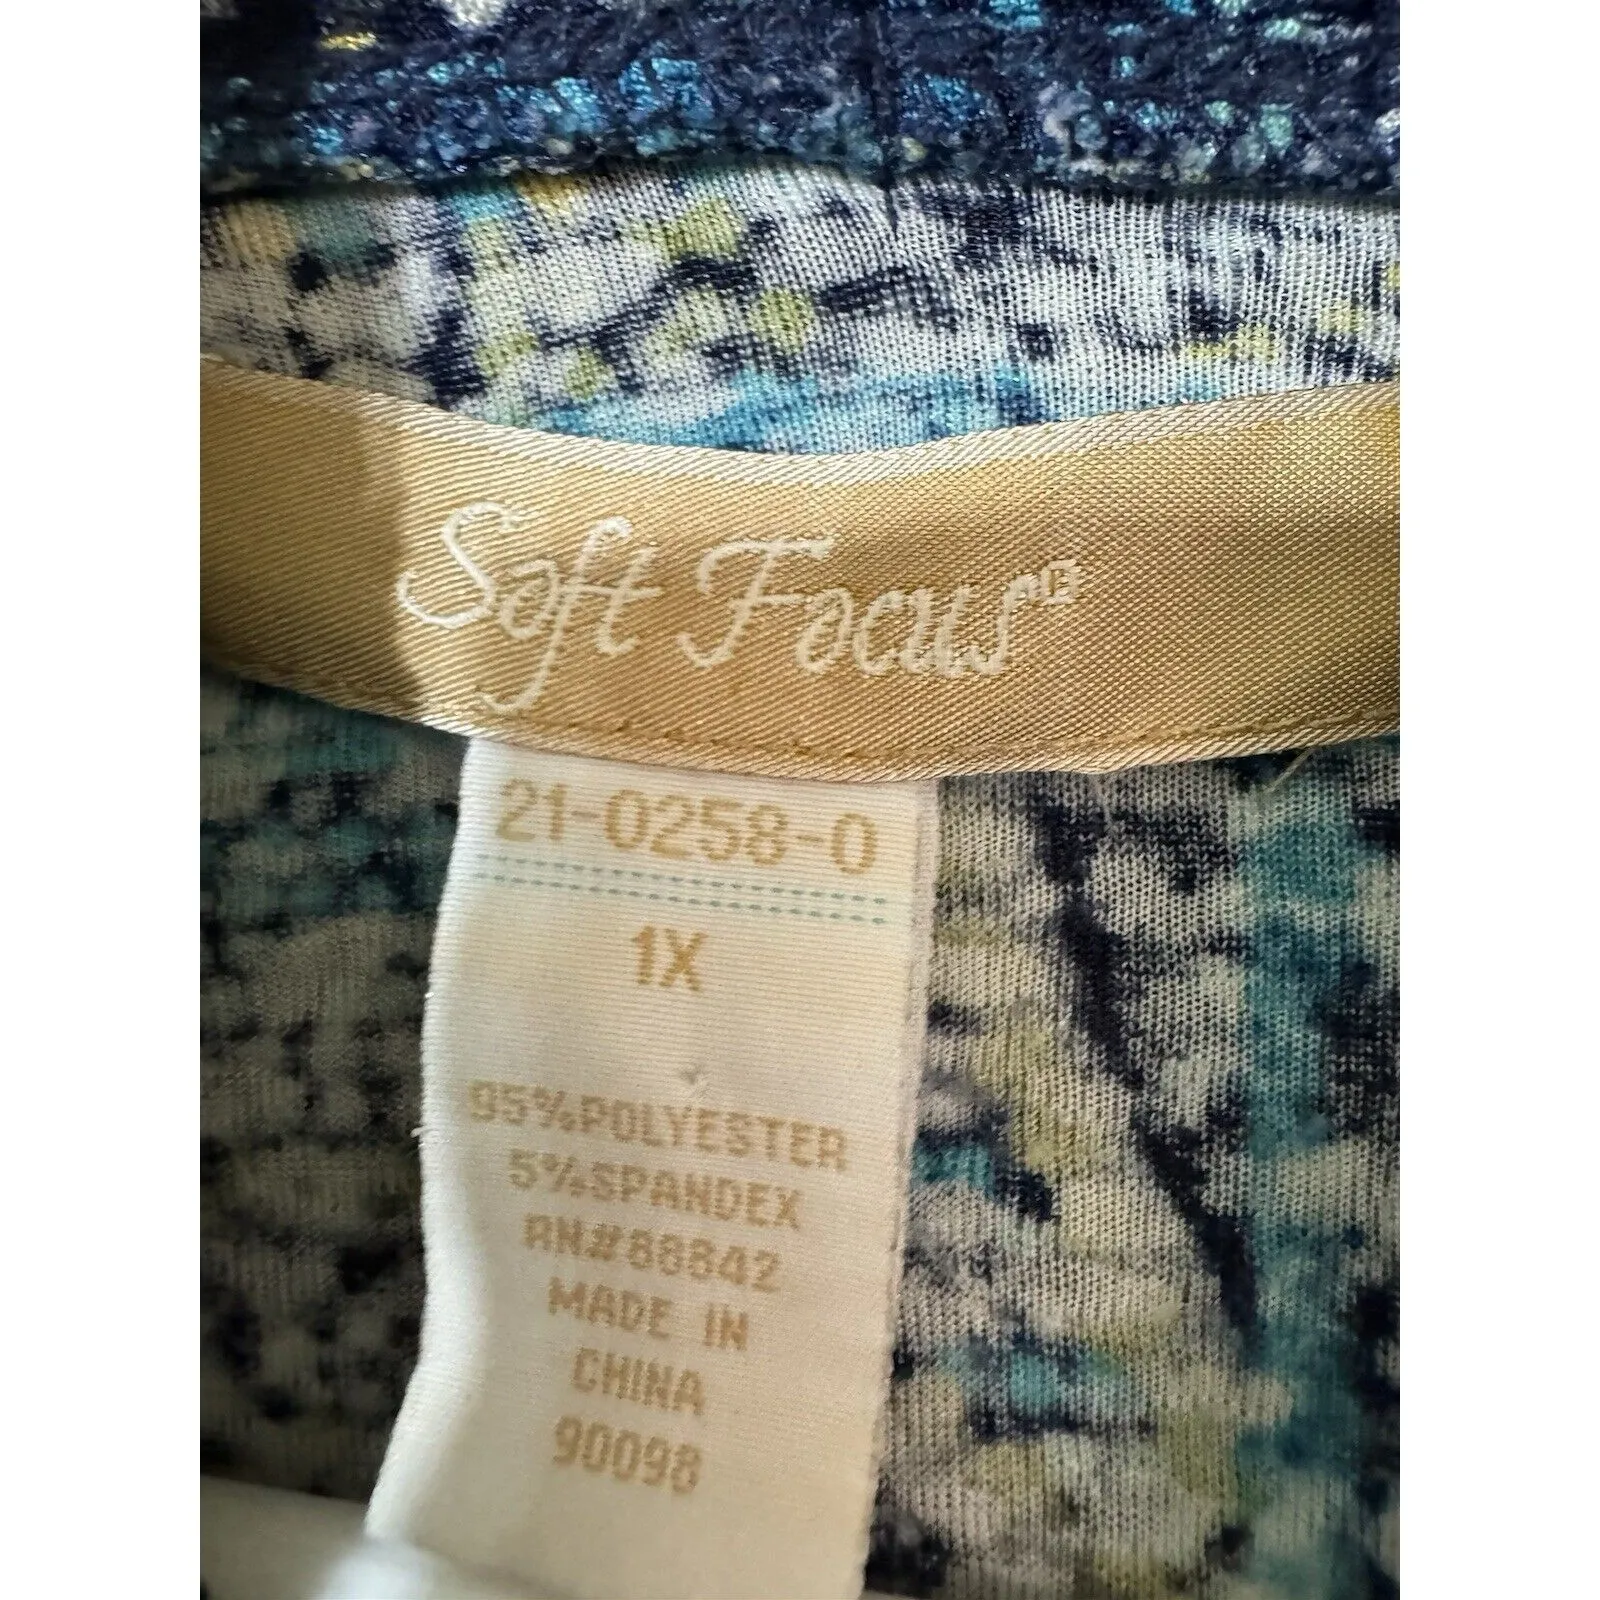 Soft Focus
21-0258-0
1X
95%POLYESTER
5%SPANDEX
RN#88842
MADE IN
CHINA
90098